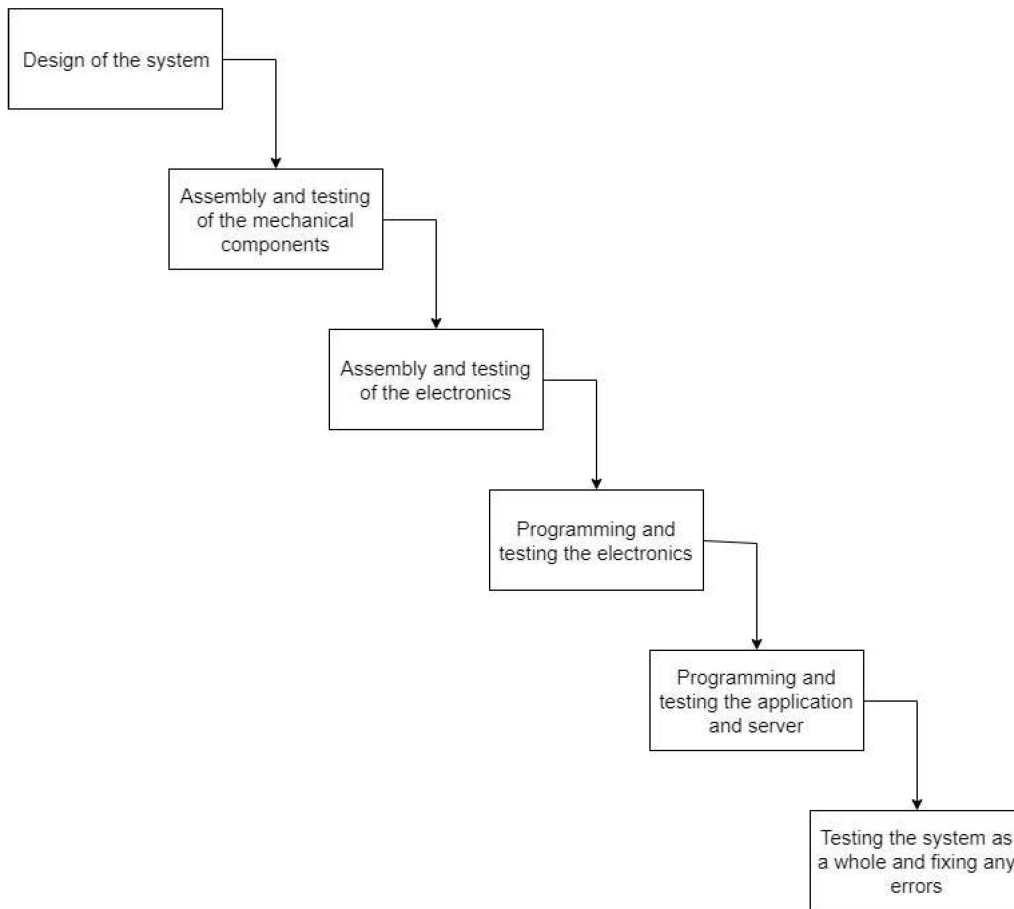 Design of the system
Assembly and testing
of the mechanical
components
Assembly and testing
of the electronics
Programming and
testing the electronics
Programming and
testing the application
and server
Testing the system as
a whole and fixing any
errors